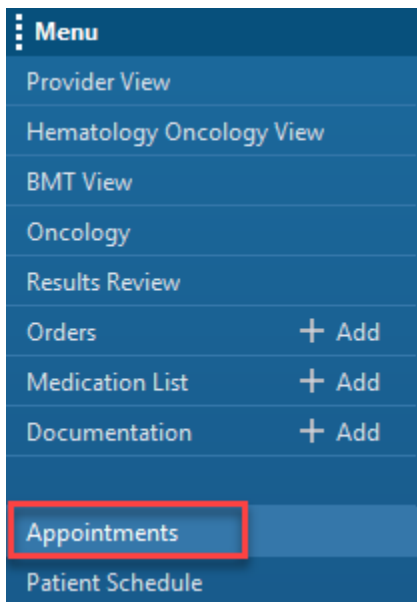 Menu
Provider View
Hematology Oncology View
BMT View
Oncology
Results Review
Orders + Add
Medication List + Add
Documentation + Add
Appointments
Patient Schedule